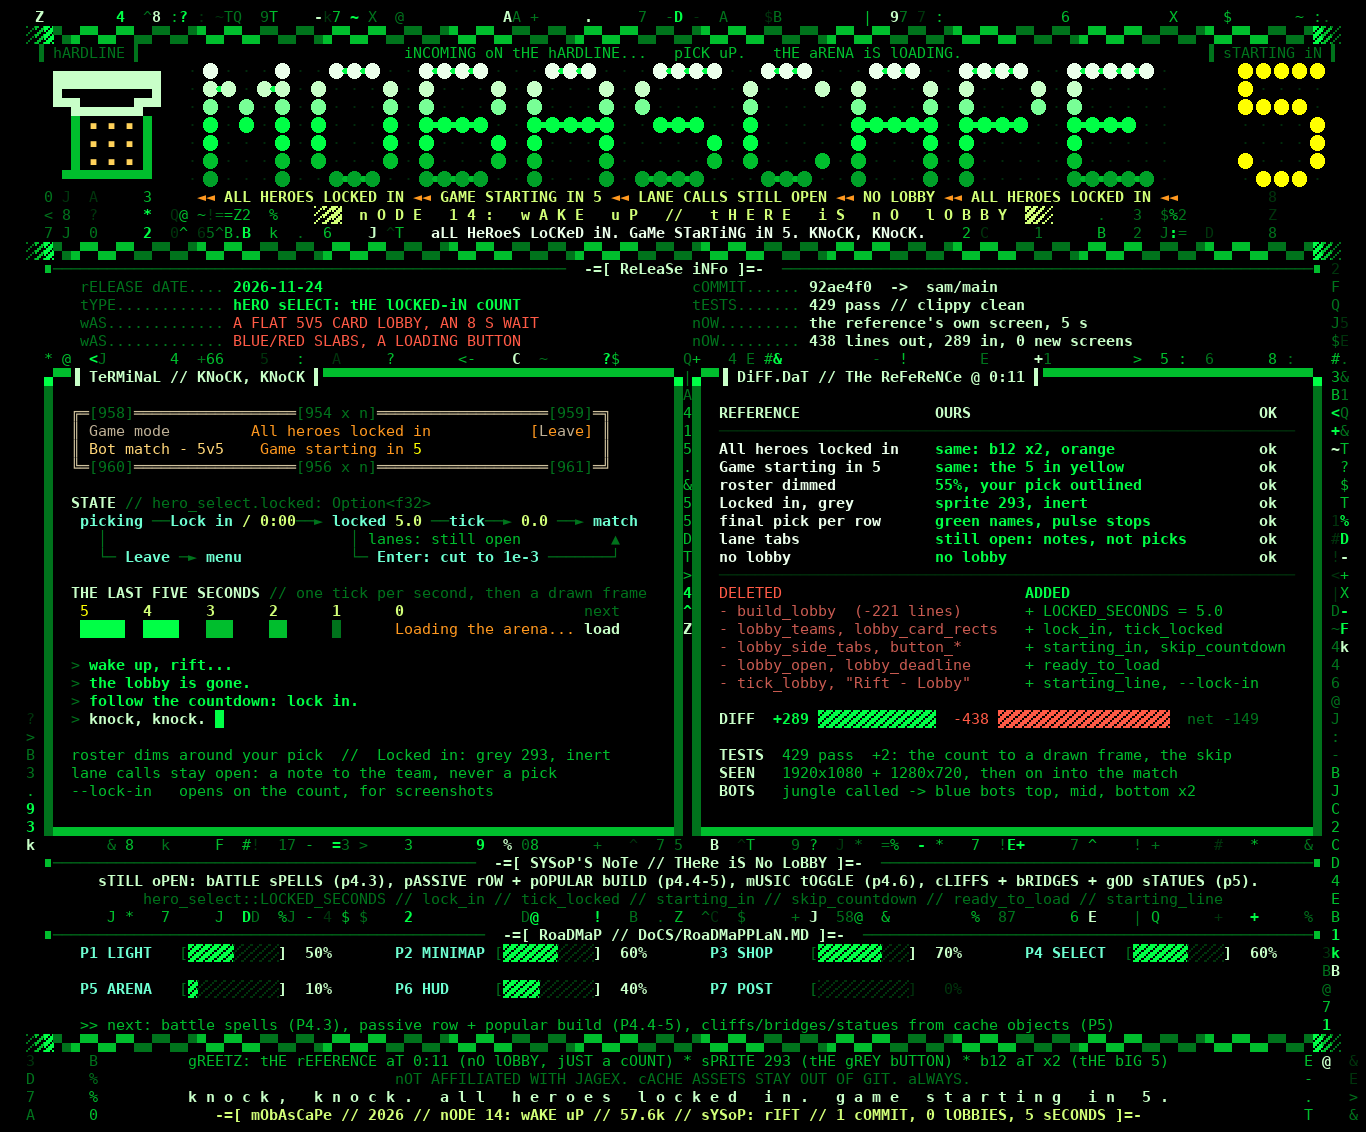 hARDLINE
iNCOMING oN tHE hARDLINE... pICK uP. tHE aRENA iS lOADING.
sTARTING iN
MOBASCAPE 5
◄◄ ALL HEROES LOCKED IN ◄◄ GAME STARTING IN 5 ◄◄ LANE CALLS STILL OPEN ◄◄ NO LOBBY ◄◄ ALL HEROES LOCKED IN ◄◄
nODE 14: wAKE uP // tHERE iS nO lOBBY
aLL HeRoeS LoCKeD iN. GaMe STaRTiNG iN 5. KNoCK, KNoCK.
-=[ ReLeaSe iNFo ]=-
rELEASE dATE.... 2026-11-24
cOMMIT...... 92ae4f0 -> sam/main
tYPE............ hERO sELECT: tHE lOCKED-iN cOUNT
tESTS....... 429 pass // clippy clean
wAS............. A FLAT 5V5 CARD LOBBY, AN 8 S WAIT
nOW......... the reference's own screen, 5 s
wAS............. BLUE/RED SLABS, A LOADING BUTTON
nOW......... 438 lines out, 289 in, 0 new screens
TeRMiNaL // KNoCK, KNoCK
[958] [954 x n] [959]
Game mode All heroes locked in [Leave]
Bot match - 5v5 Game starting in 5
[960] [956 x n] [961]
STATE // hero_select.locked: Option<f32>
picking ──Lock in / 0:00──► locked 5.0 ──tick──► 0.0 ──► match
lanes: still open ▲
└─ Leave ─► menu └─ Enter: cut to 1e-3 ───────┘
THE LAST FIVE SECONDS // one tick per second, then a drawn frame
5 4 3 2 1 0 next
Loading the arena... load
> wake up, rift...
> the lobby is gone.
> follow the countdown: lock in.
> knock, knock.
roster dims around your pick // Locked in: grey 293, inert
lane calls stay open: a note to the team, never a pick
--lock-in opens on the count, for screenshots
DiFF.DaT // THe ReFeReNCe @ 0:11
REFERENCE OURS OK
All heroes locked in same: b12 x2, orange ok
Game starting in 5 same: the 5 in yellow ok
roster dimmed 55%, your pick outlined ok
Locked in, grey sprite 293, inert ok
final pick per row green names, pulse stops ok
lane tabs still open: notes, not picks ok
no lobby no lobby ok
DELETED ADDED
- build_lobby (-221 lines) + LOCKED_SECONDS = 5.0
- lobby_teams, lobby_card_rects + lock_in, tick_locked
- lobby_side_tabs, button_* + starting_in, skip_countdown
- lobby_open, lobby_deadline + ready_to_load
- tick_lobby, "Rift - Lobby" + starting_line, --lock-in
DIFF +289 -438 net -149
TESTS 429 pass +2: the count to a drawn frame, the skip
SEEN 1920x1080 + 1280x720, then on into the match
BOTS jungle called -> blue bots top, mid, bottom x2
-=[ SYSoP'S NoTe // THeRe iS No LoBBY ]=-
sTILL oPEN: bATTLE sPELLS (p4.3), pASSIVE rOW + pOPULAR bUILD (p4.4-5), mUSIC tOGGLE (p4.6), cLIFFS + bRIDGES + gOD sTATUES (p5).
hero_select::LOCKED_SECONDS // lock_in // tick_locked // starting_in // skip_countdown // ready_to_load // starting_line
-=[ RoaDMaP // DoCS/RoaDMaPPLaN.MD ]=-
P1 LIGHT [ ] 50% P2 MINIMAP [ ] 60% P3 SHOP [ ] 70% P4 SELECT [ ] 60%
P5 ARENA [ ] 10% P6 HUD [ ] 40% P7 POST [ ] 0%
>> next: battle spells (P4.3), passive row + popular build (P4.4-5), cliffs/bridges/statues from cache objects (P5)
gREETZ: tHE rEFERENCE aT 0:11 (nO lOBBY, jUST a cOUNT) * sPRITE 293 (tHE gREY bUTTON) * b12 aT x2 (tHE bIG 5)
nOT AFFILIATED WITH JAGEX. cACHE ASSETS STAY OUT OF GIT. aLWAYS.
knock, knock. all heroes locked in. game starting in 5.
-=[ mObAsCaPe // 2026 // nODE 14: wAKE uP // 57.6k // sYSoP: rIFT // 1 cOMMIT, 0 lOBBIES, 5 sECONDS ]=-